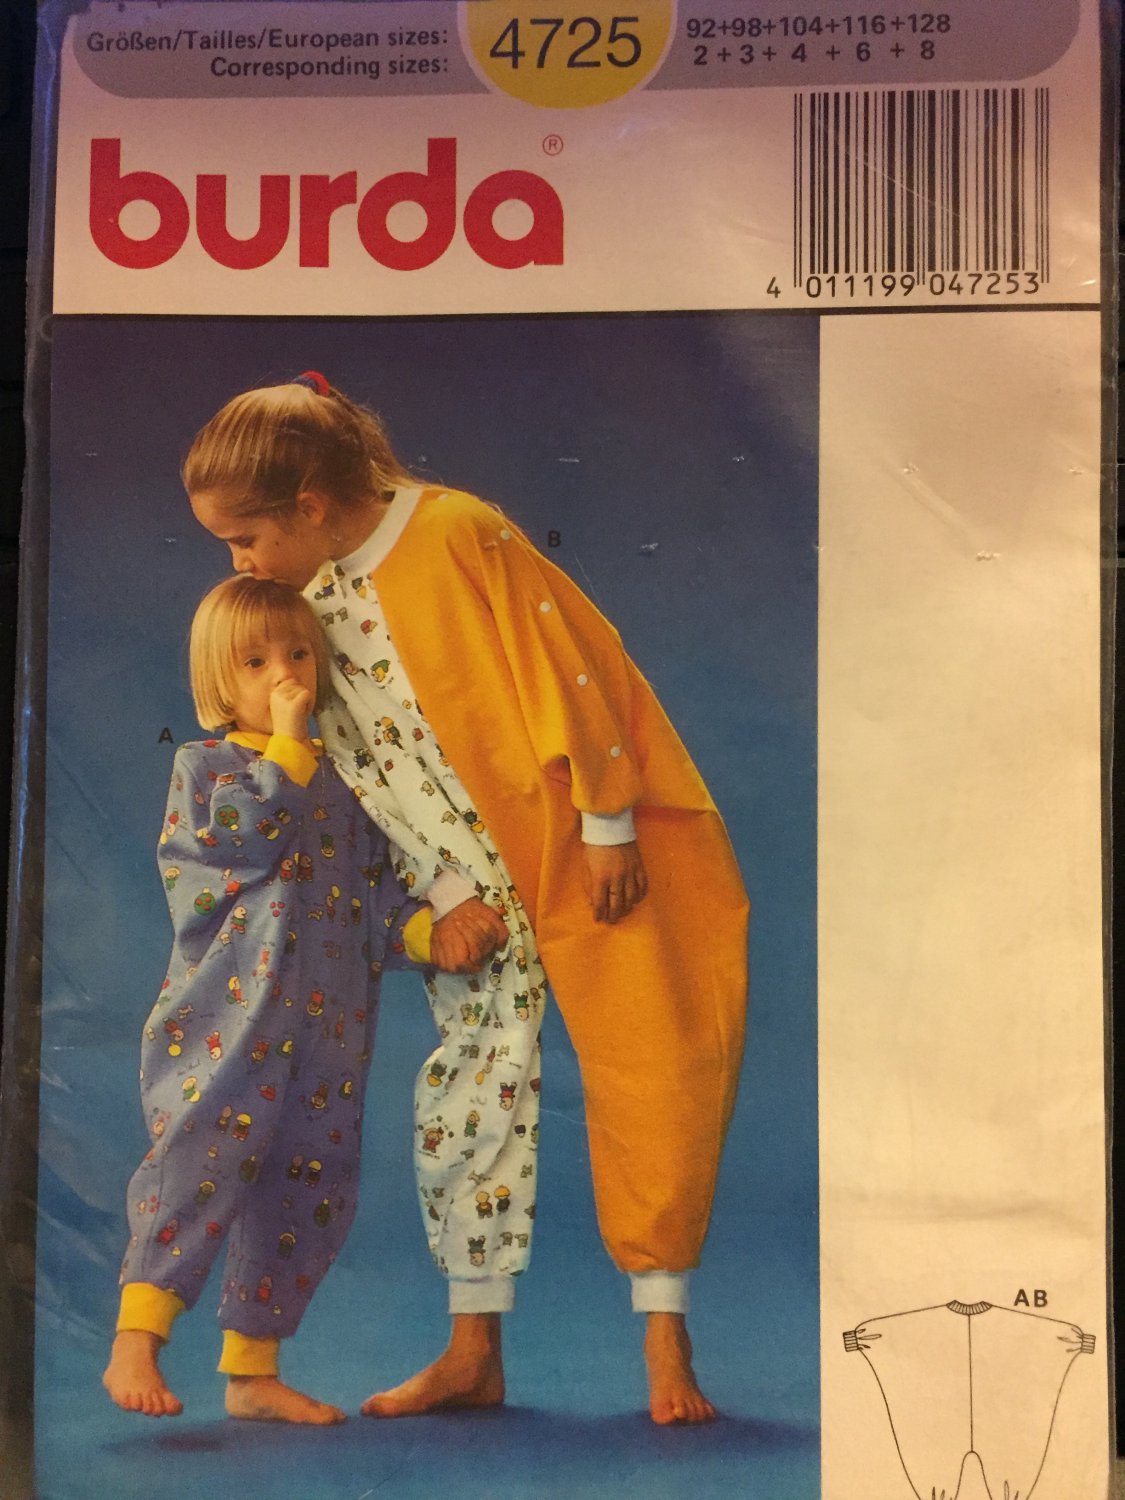 Größen/Tailles/European sizes:
Corresponding sizes:
4725
92+98+104+116+128
2 + 3 + 4 + 6 + 8
burda®
4 011199 047253
B
A
AB